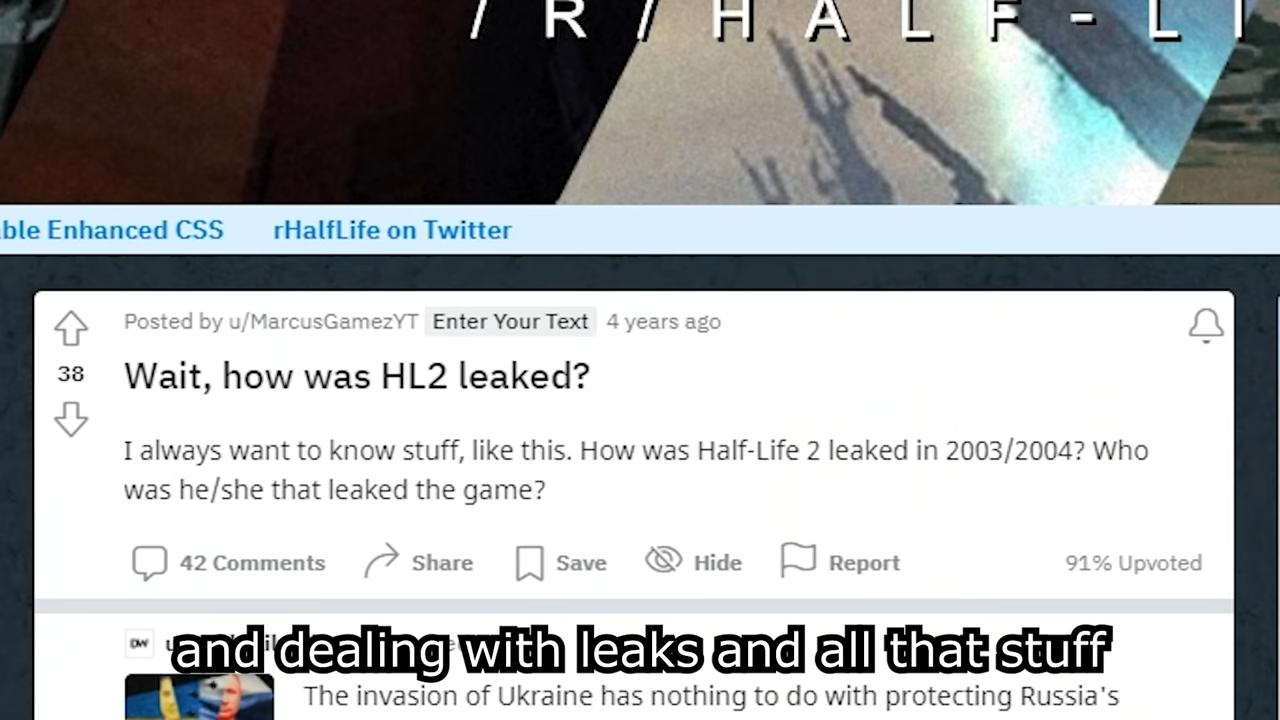 /R/HALF-LI
ble Enhanced CSS rHalfLife on Twitter
Posted by u/MarcusGamezYT Enter Your Text 4 years ago
38
Wait, how was HL2 leaked?
I always want to know stuff, like this. How was Half-Life 2 leaked in 2003/2004? Who
was he/she that leaked the game?
42 Comments Share Save Hide Report 91% Upvoted
DW
and dealing with leaks and all that stuff
The invasion of Ukraine has nothing to do with protecting Russia's